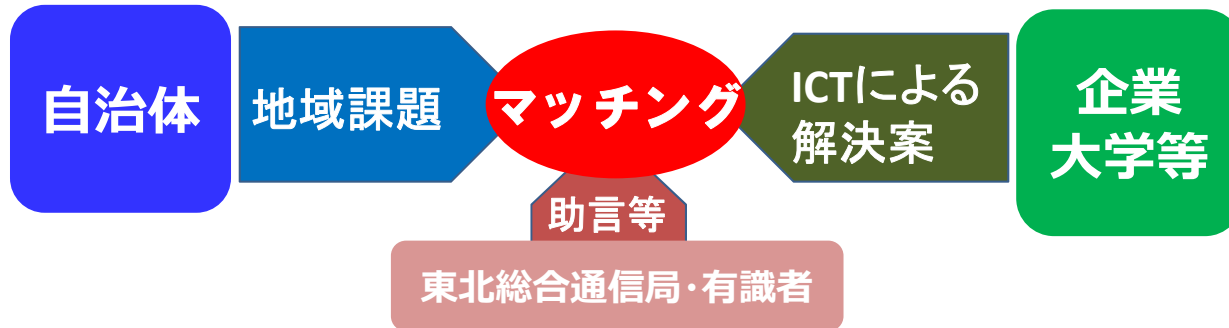 自治体
地域課題
マッチング
ICTによる
解決案
企業
大学等
助言等
東北総合通信局・有識者